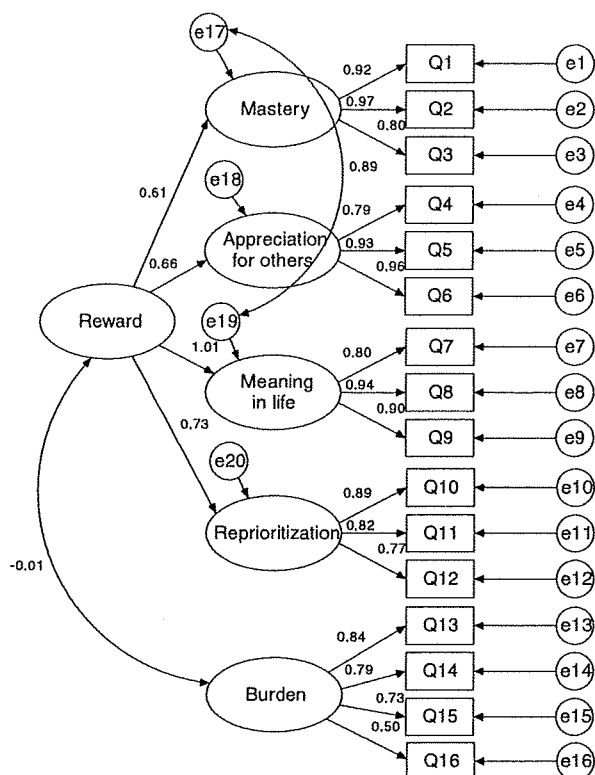 e17
0.92
Q1
e1
Mastery
0.97
Q2
e2
0.80
Q3
e3
0.89
e18
0.61
0.79
Q4
e4
Appreciation
for others
0.93
Q5
e5
0.66
0.96
Q6
e6
Reward
e19
1.01
0.80
Q7
e7
Meaning
in life
0.94
Q8
e8
0.90
Q9
e9
0.73
e20
0.89
Q10
e10
Reprioritization
0.82
Q11
e11
0.77
Q12
e12
-0.01
0.84
Q13
e13
0.79
Q14
e14
Burden
0.73
Q15
e15
0.50
Q16
e16